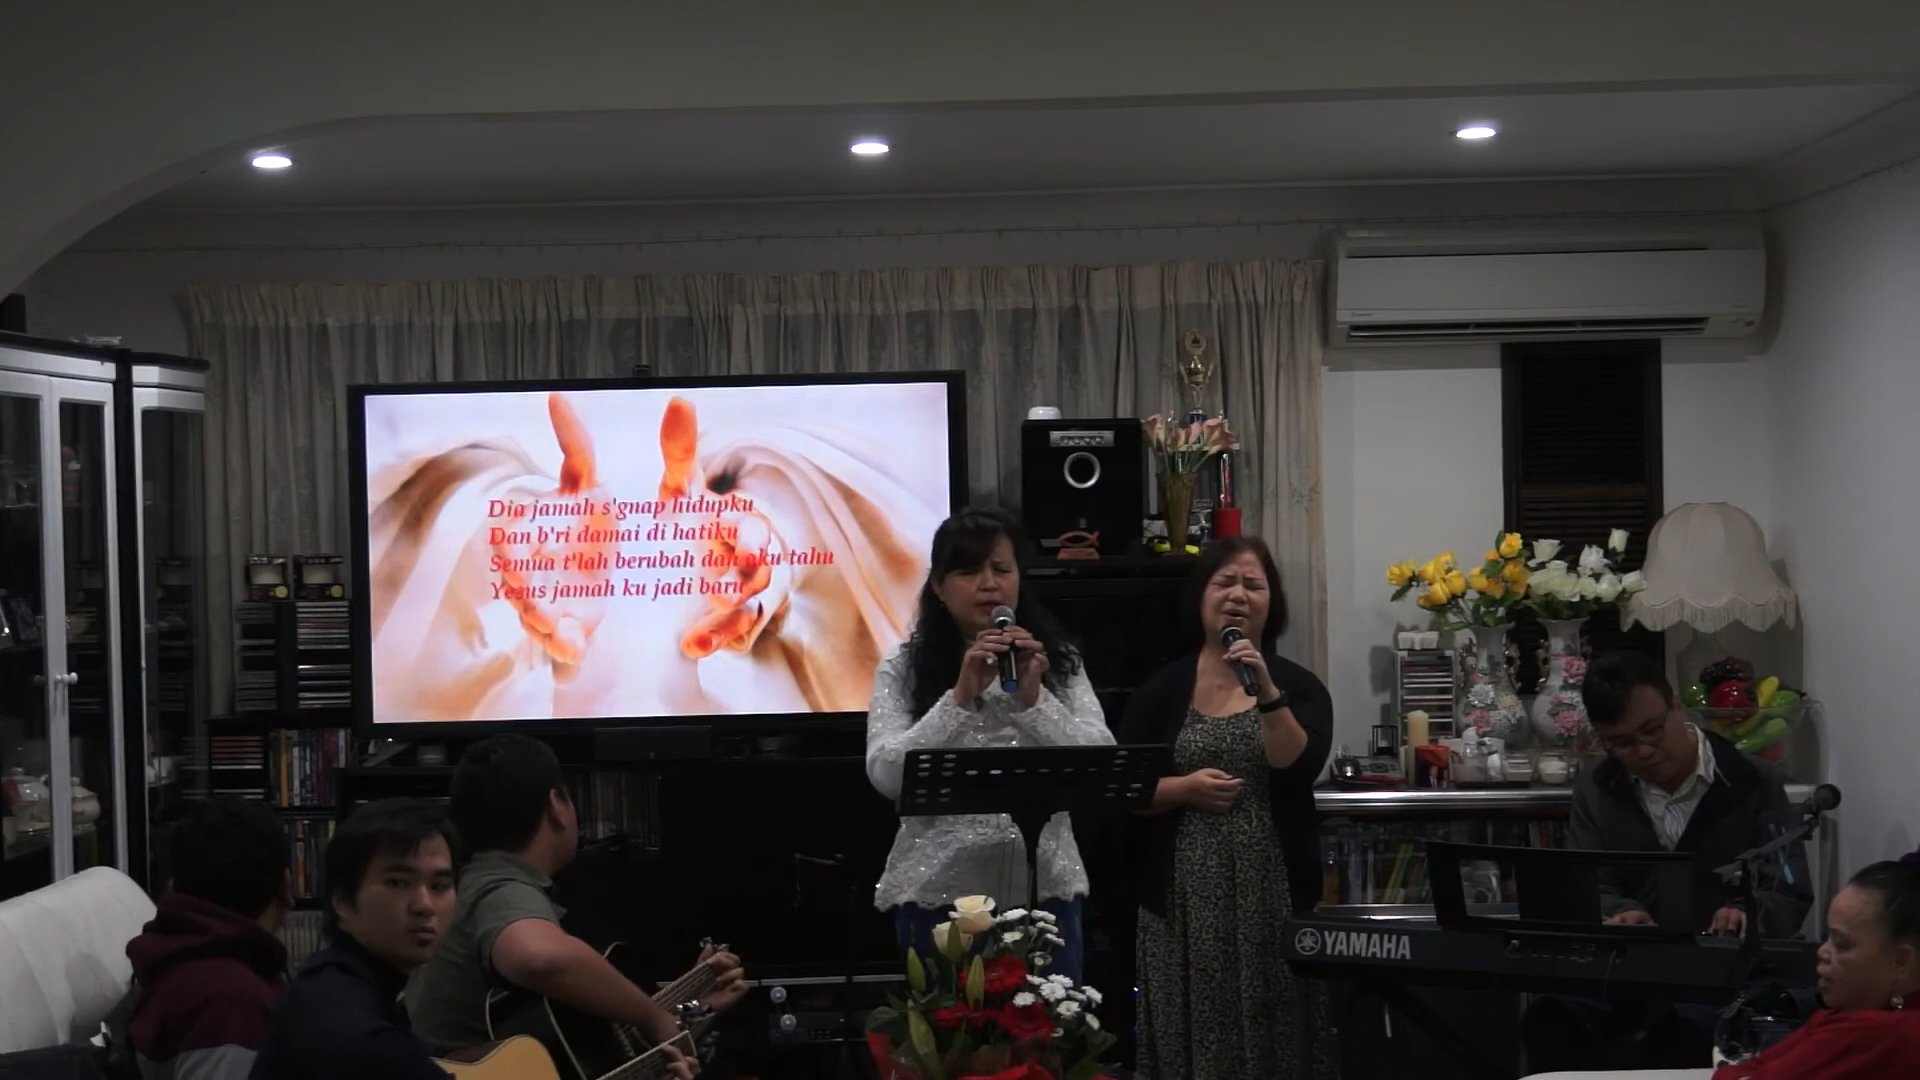 Dia jamah s'gnap hidupku
Dan b'ri damai di hatiku
Semua t'lah berubah dan aku tahu
Yesus jamah ku jadi baru
YAMAHA